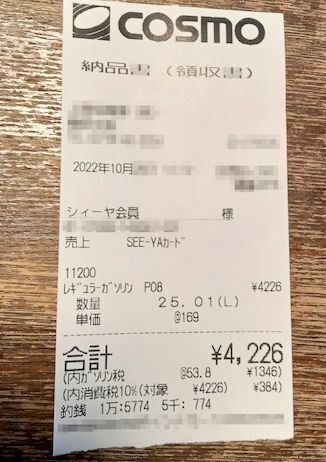 COSMO
納品書 (領収書)
2022年10月
シィーヤ会員 様
売上 SEE-YAカード
11200
レギュラーガソリン P08 ¥4226
数量 25.01(L)
単価 @169
合計 ¥4,226
(内ガソリン税 @53.8 ¥1346)
(内消費税10%(対象 ¥4226) ¥384)
釣銭 1万:5774 5千: 774